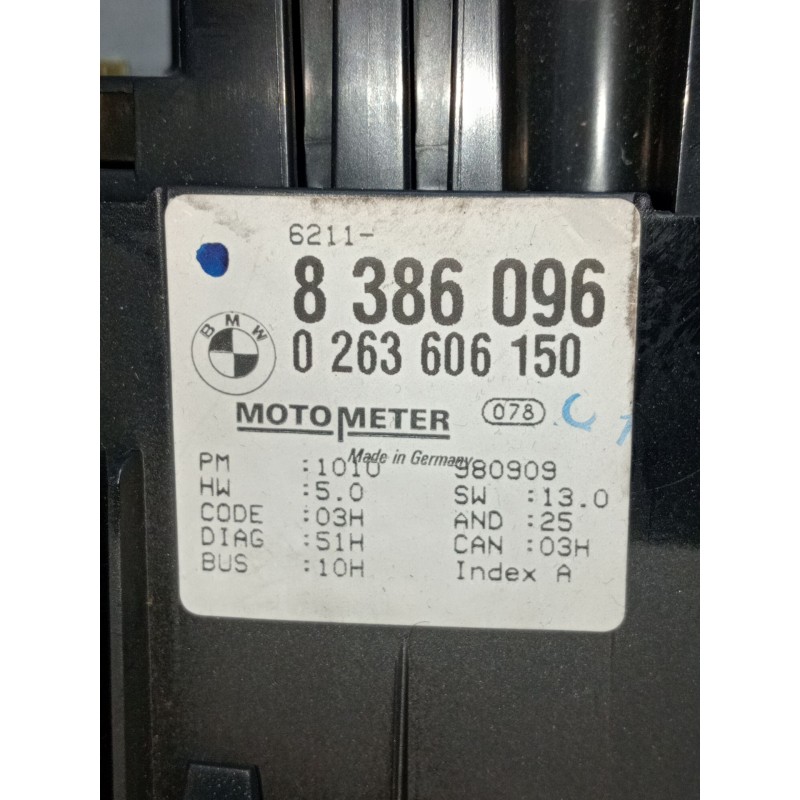 6211-
8 386 096
BMW
0 263 606 150
MOTOMETER 078
Made in Germany
PM :1010 980909
HW :5.0 SW :13.0
CODE :03H AND :25
DIAG :51H CAN :03H
BUS :10H Index A